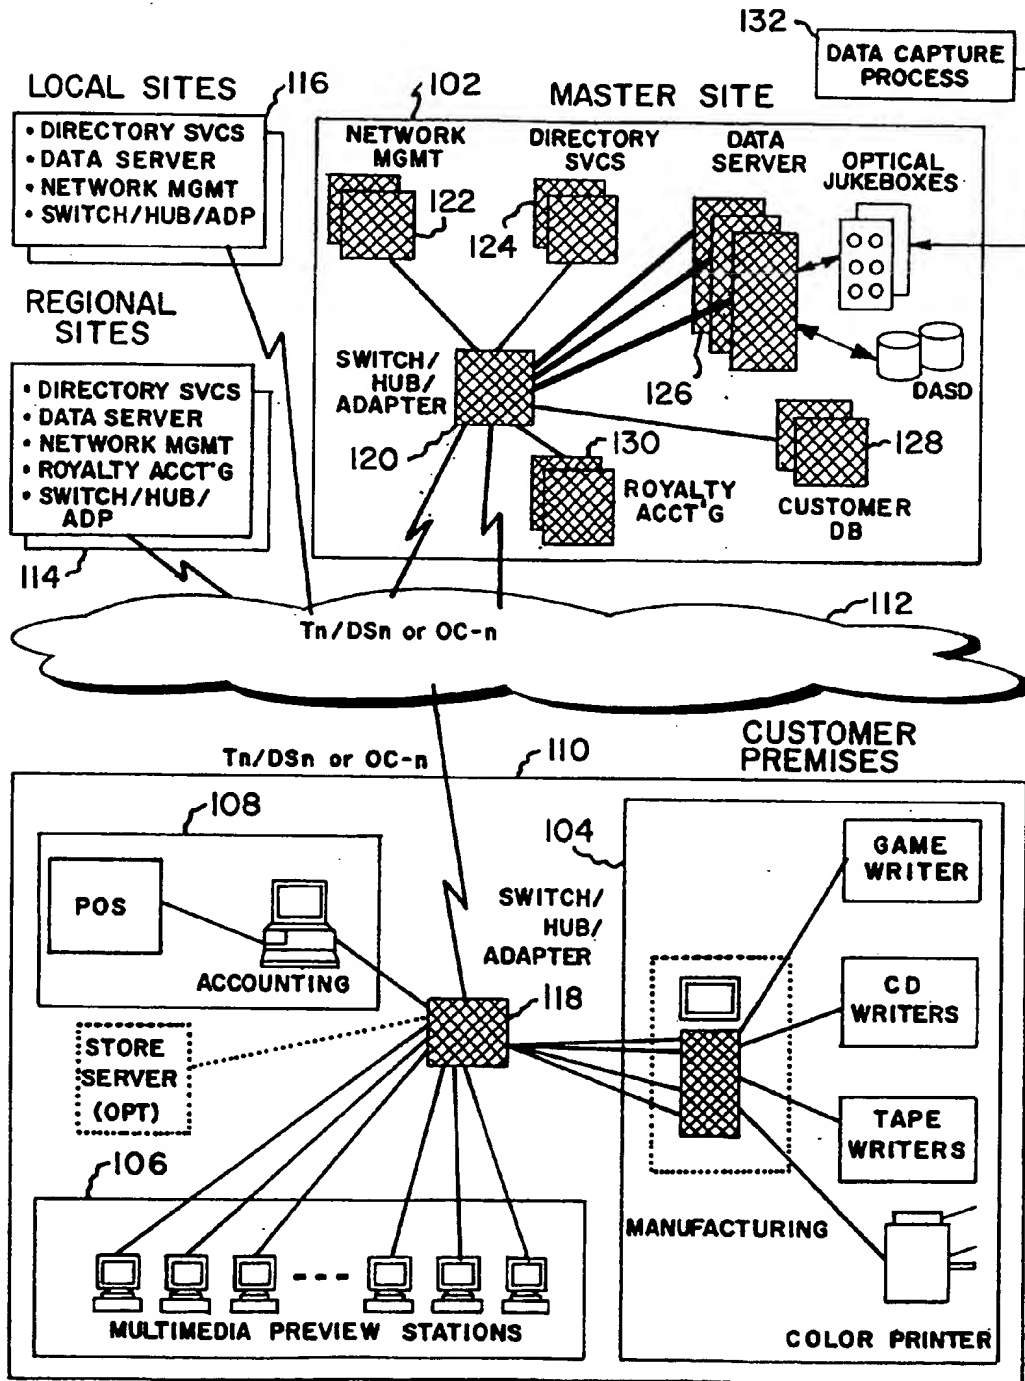 132
DATA CAPTURE
PROCESS
LOCAL SITES
116
• DIRECTORY SVCS
• DATA SERVER
• NETWORK MGMT
• SWITCH/HUB/ADP
REGIONAL
SITES
• DIRECTORY SVCS
• DATA SERVER
• NETWORK MGMT
• ROYALTY ACCT'G
• SWITCH/HUB/
ADP
114
102
MASTER SITE
NETWORK
MGMT
122
DIRECTORY
SVCS
124
DATA
SERVER
126
OPTICAL
JUKEBOXES
DASD
SWITCH/
HUB/
ADAPTER
120
130
ROYALTY
ACCT'G
128
CUSTOMER
DB
112
Tn/DSn or OC-n
Tn/DSn or OC-n
110
CUSTOMER
PREMISES
108
POS
ACCOUNTING
STORE
SERVER
(OPT)
SWITCH/
HUB/
ADAPTER
118
106
MULTIMEDIA PREVIEW STATIONS
104
GAME
WRITER
CD
WRITERS
TAPE
WRITERS
MANUFACTURING
COLOR PRINTER